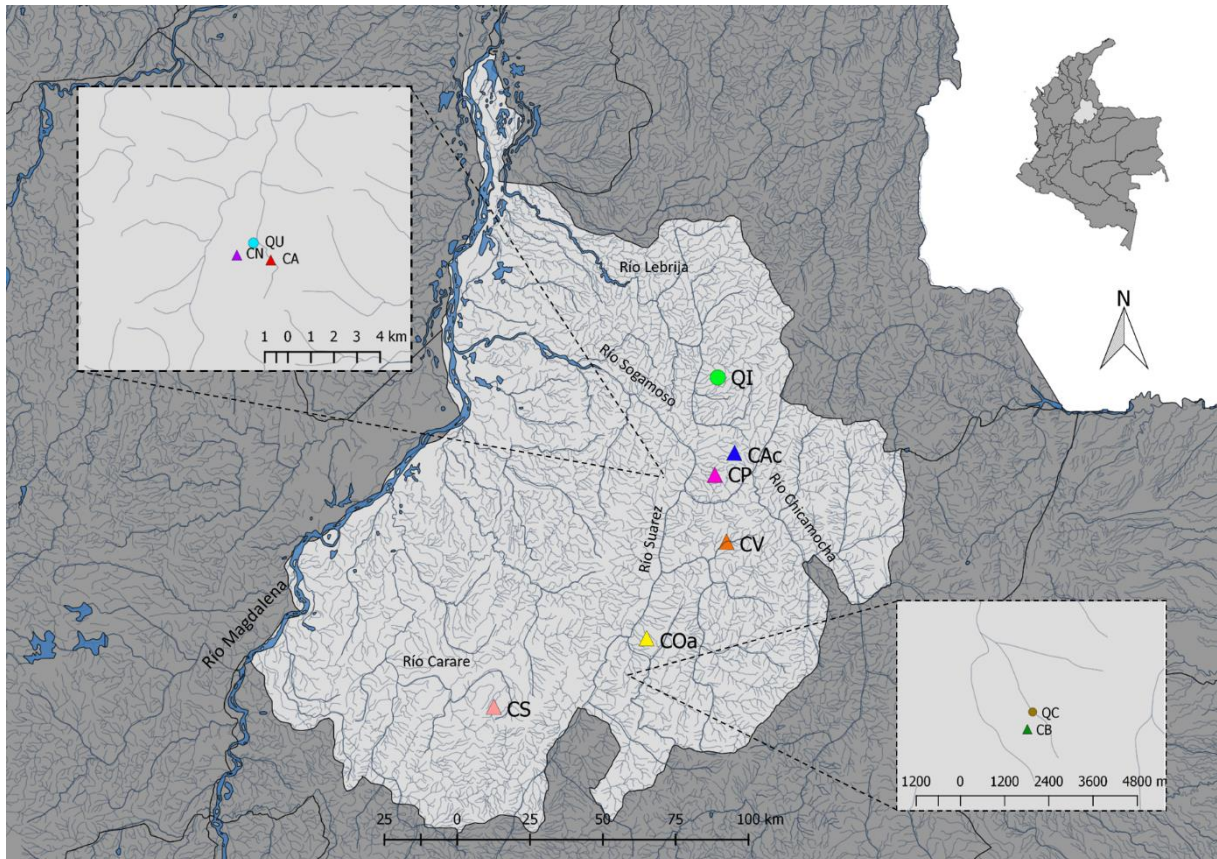 N
QU
CN
CA
1 0 1 2 3 4 km
Río Lebrija
Río Sogamoso
QI
CAc
CP
Río Chicamocha
Río Suarez
CV
Río Magdalena
COa
Río Carare
CS
QC
CB
1200 0 1200 2400 3600 4800 m
25 0 25 50 75 100 km